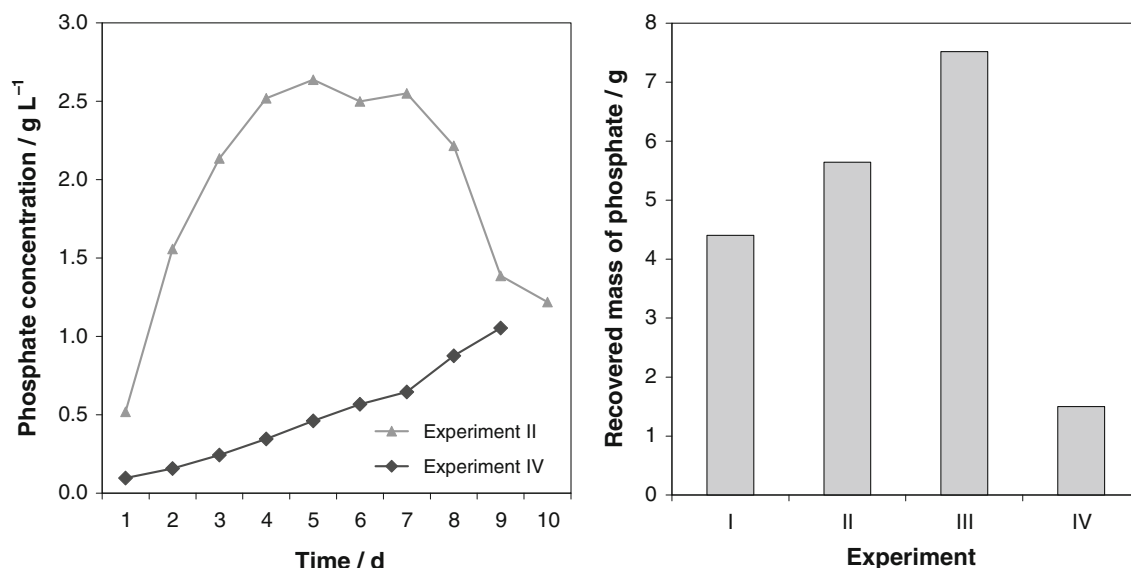 Phosphate concentration / g L⁻¹
3.0
2.5
2.0
1.5
1.0
0.5
0.0
Experiment II
Experiment IV
1 2 3 4 5 6 7 8 9 10
Time / d
Recovered mass of phosphate / g
8
7
6
5
4
3
2
1
0
I II III IV
Experiment